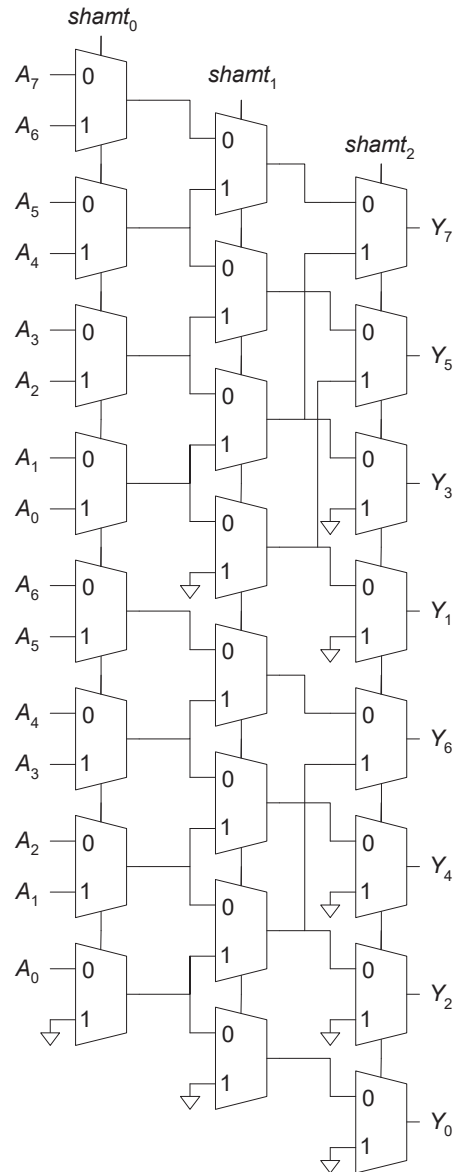 shamt₀
A₇ 0
shamt₁
A₆ 1
0
shamt₂
A₅ 0
1
0
A₄ 1
1
Y₇
0
A₃ 0
1
0
Y₅
A₂ 1
1
0
A₁ 0
1
0
Y₃
A₀ 1
1
0
A₆ 0
1
0
Y₁
A₅ 1
1
0
A₄ 0
1
0
Y₆
A₃ 1
1
0
A₂ 0
1
0
Y₄
A₁ 1
1
0
A₀ 0
1
0
Y₂
1
1
0
1
0
Y₀
1